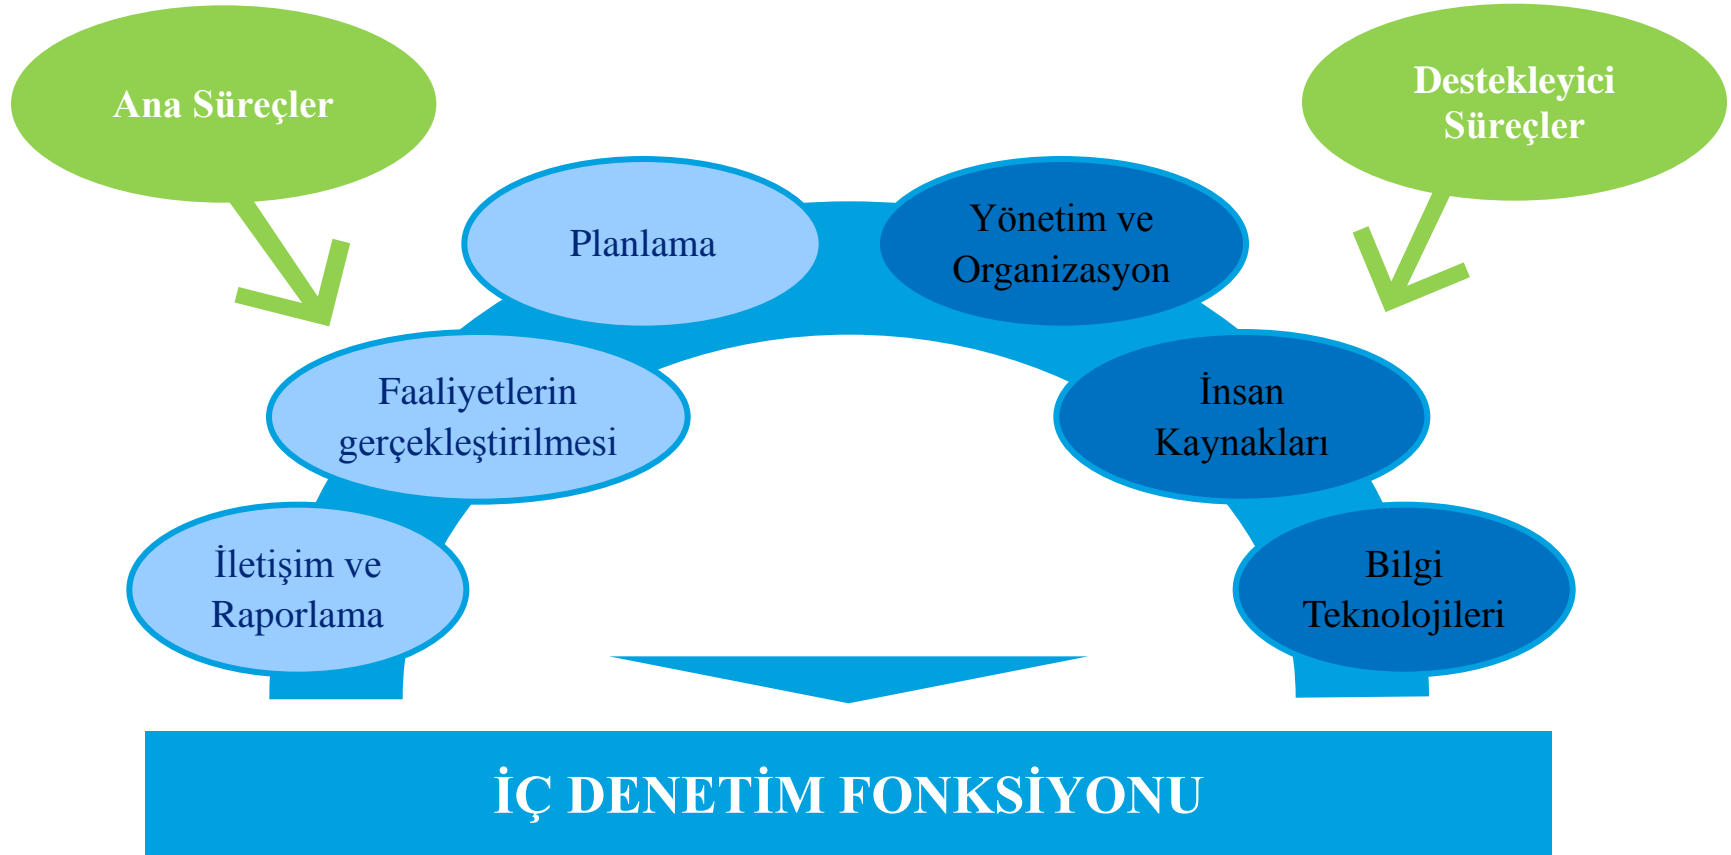 Ana Süreçler
Destekleyici
Süreçler
Planlama
Yönetim ve
Organizasyon
Faaliyetlerin
gerçekleştirilmesi
İnsan
Kaynakları
İletişim ve
Raporlama
Bilgi
Teknolojileri
İÇ DENETİM FONKSİYONU